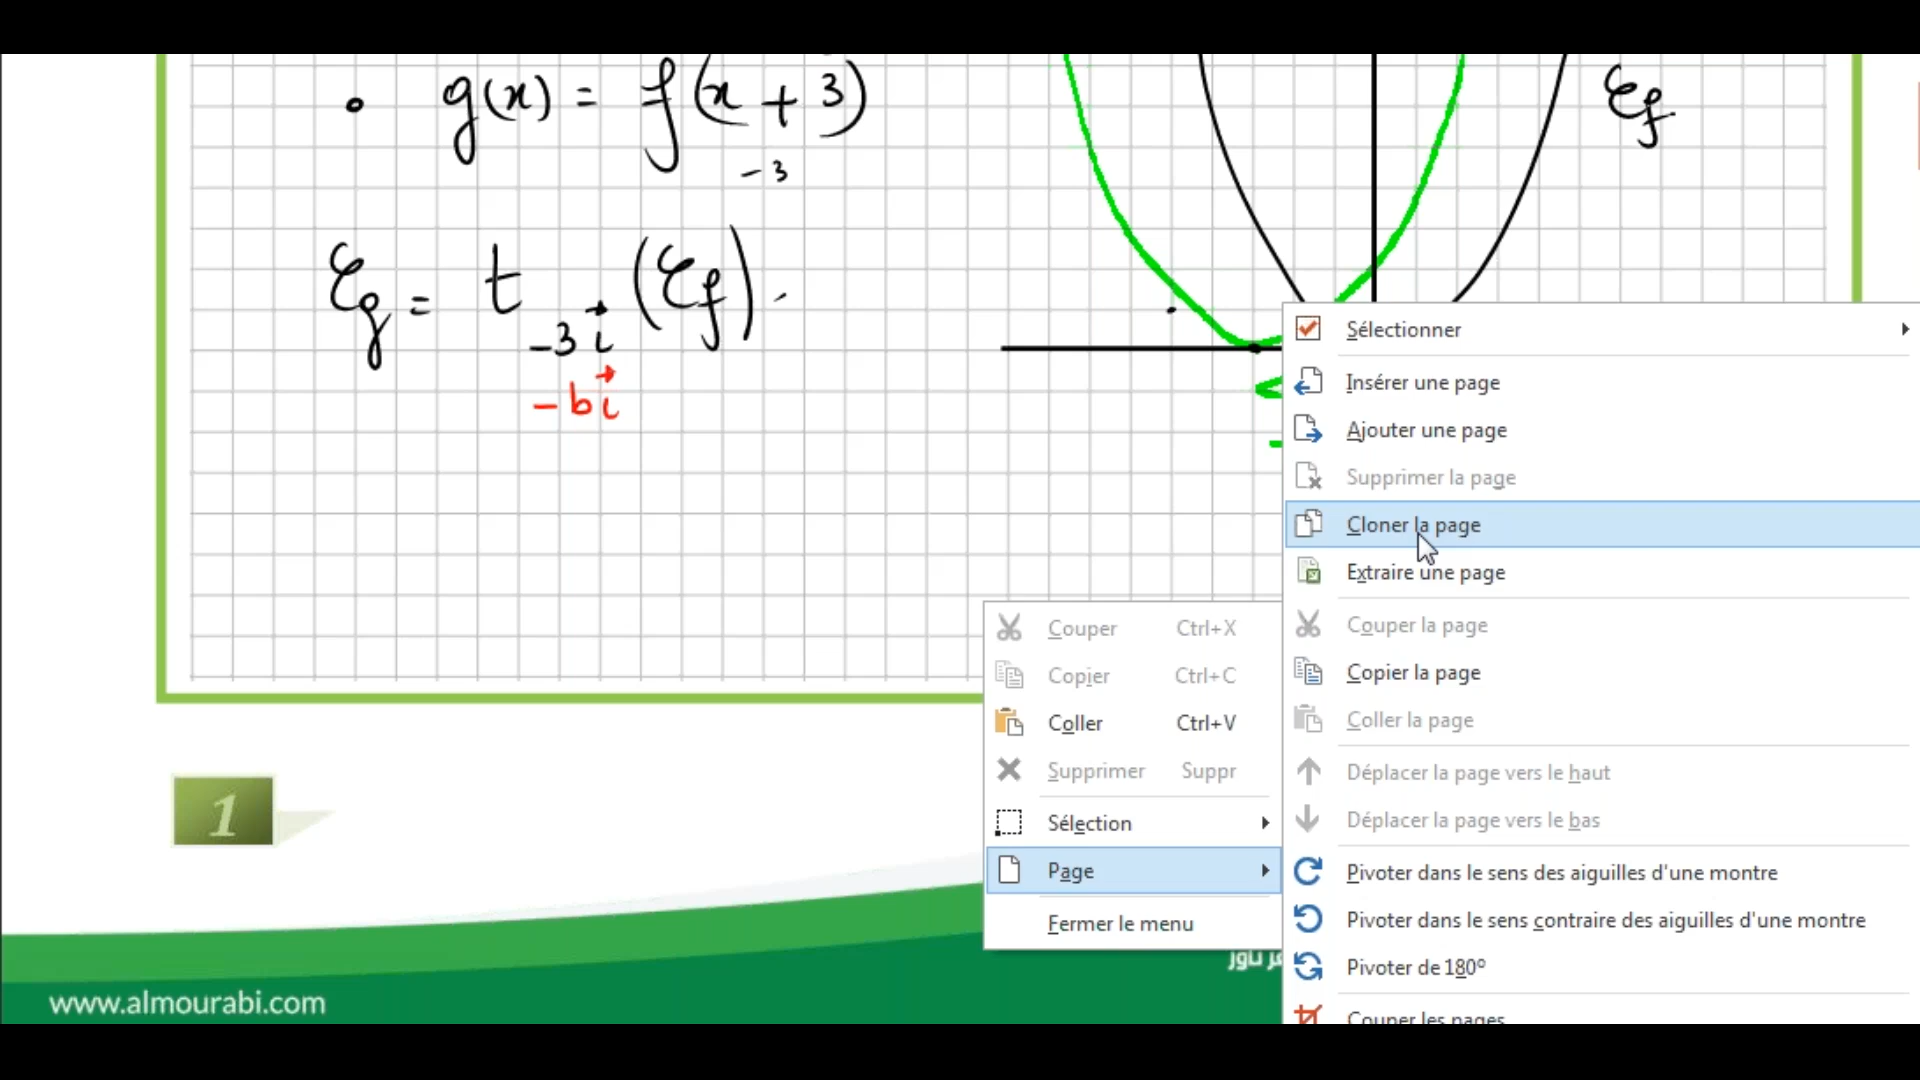 • g(x) = f(x + 3)
-3
𝒞g = t -3i⃗ (𝒞f).
-bi⃗
𝒞f
Sélectionner
Insérer une page
Ajouter une page
Supprimer la page
Cloner la page
Extraire une page
Couper la page
Copier la page
Coller la page
Déplacer la page vers le haut
Déplacer la page vers le bas
Pivoter dans le sens des aiguilles d'une montre
Pivoter dans le sens contraire des aiguilles d'une montre
Pivoter de 180º
Couper les pages
Couper Ctrl+X
Copier Ctrl+C
Coller Ctrl+V
Supprimer Suppr
Sélection
Page
Fermer le menu
1
www.almourabi.com